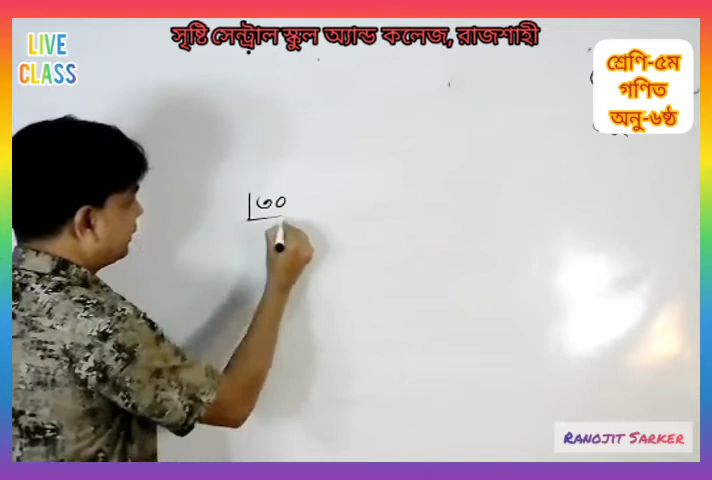 সৃষ্টি সেন্ট্রাল স্কুল অ্যান্ড কলেজ, রাজশাহী
LIVE
CLASS
শ্রেণি-৫ম
গণিত
অনু-৬ষ্ঠ
৩০
RANOJIT SARKER